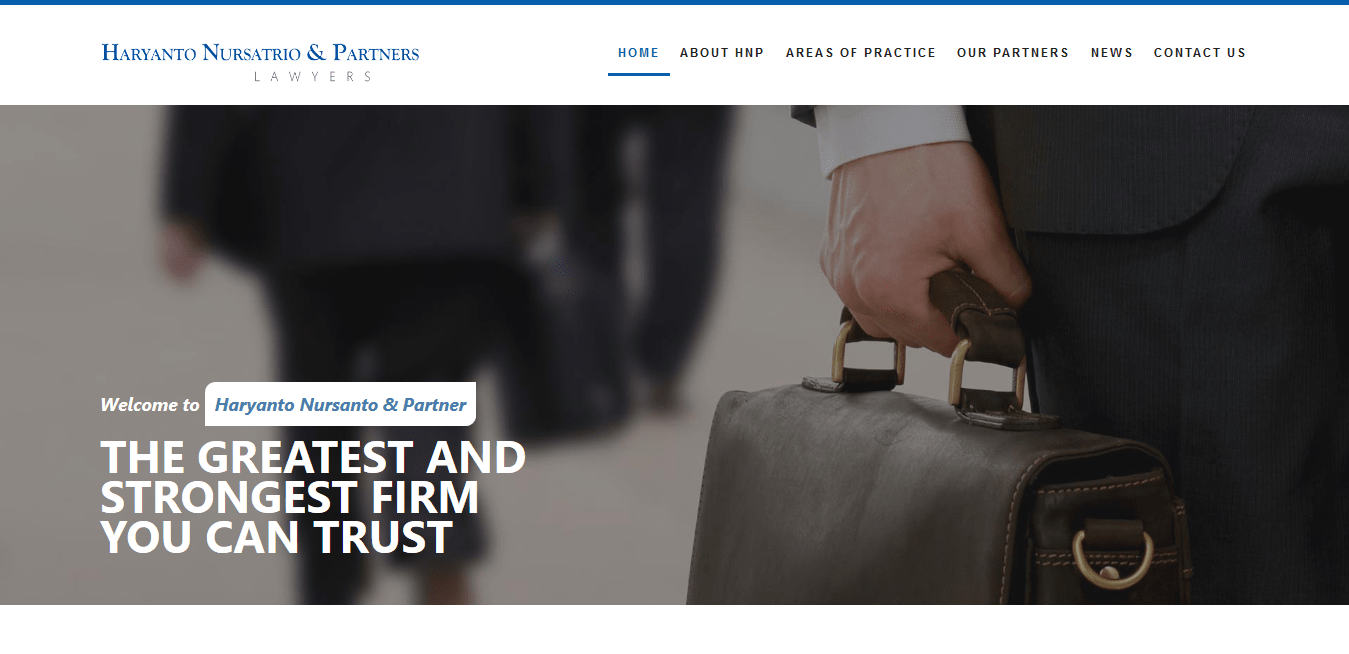 HARYANTO NURSATRIO & PARTNERS
LAWYERS
HOME ABOUT HNP AREAS OF PRACTICE OUR PARTNERS NEWS CONTACT US
Welcome to Haryanto Nursanto & Partner
THE GREATEST AND
STRONGEST FIRM
YOU CAN TRUST